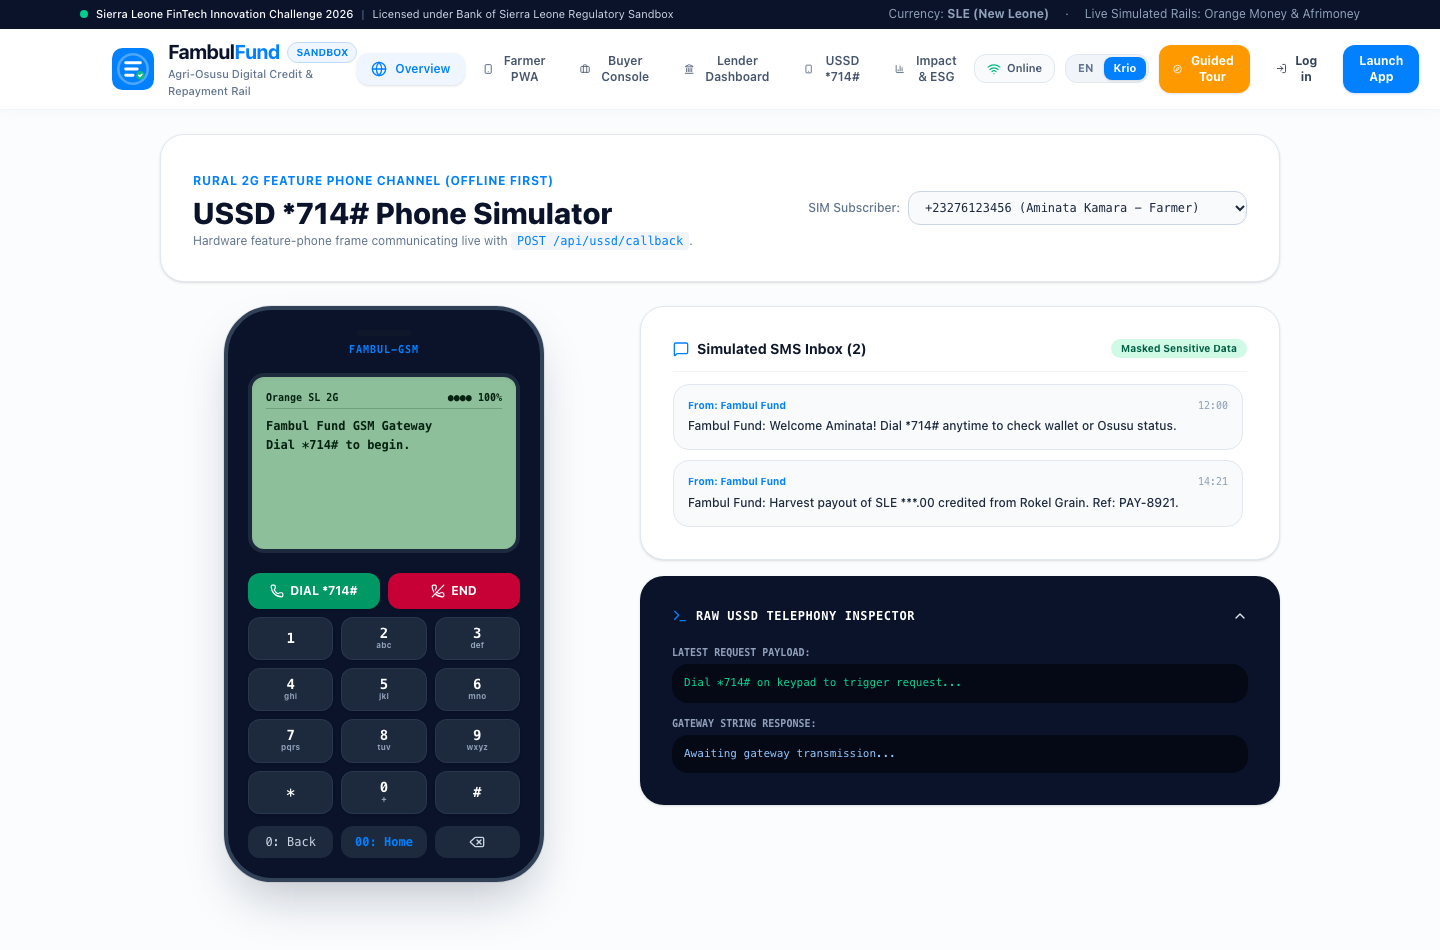 Sierra Leone FinTech Innovation Challenge 2026 | Licensed under Bank of Sierra Leone Regulatory Sandbox
Currency: SLE (New Leone) · Live Simulated Rails: Orange Money & Afrimoney
FambulFund SANDBOX
Agri-Osusu Digital Credit &
Repayment Rail
Overview
Farmer
PWA
Buyer
Console
Lender
Dashboard
USSD
*714#
Impact
& ESG
Online
EN Krio
Guided
Tour
Log
in
Launch
App
RURAL 2G FEATURE PHONE CHANNEL (OFFLINE FIRST)
USSD *714# Phone Simulator
Hardware feature-phone frame communicating live with POST /api/ussd/callback.
SIM Subscriber: +23276123456 (Aminata Kamara – Farmer)
FAMBUL-GSM
Orange SL 2G ●●●● 100%
Fambul Fund GSM Gateway
Dial *714# to begin.
DIAL *714# END
1 2 3
abc def
4 5 6
ghi jkl mno
7 8 9
pqrs tuv wxyz
* 0 #
+
0: Back 00: Home
Simulated SMS Inbox (2) Masked Sensitive Data
From: Fambul Fund 12:00
Fambul Fund: Welcome Aminata! Dial *714# anytime to check wallet or Osusu status.
From: Fambul Fund 14:21
Fambul Fund: Harvest payout of SLE ***.00 credited from Rokel Grain. Ref: PAY-8921.
RAW USSD TELEPHONY INSPECTOR
LATEST REQUEST PAYLOAD:
Dial *714# on keypad to trigger request...
GATEWAY STRING RESPONSE:
Awaiting gateway transmission...